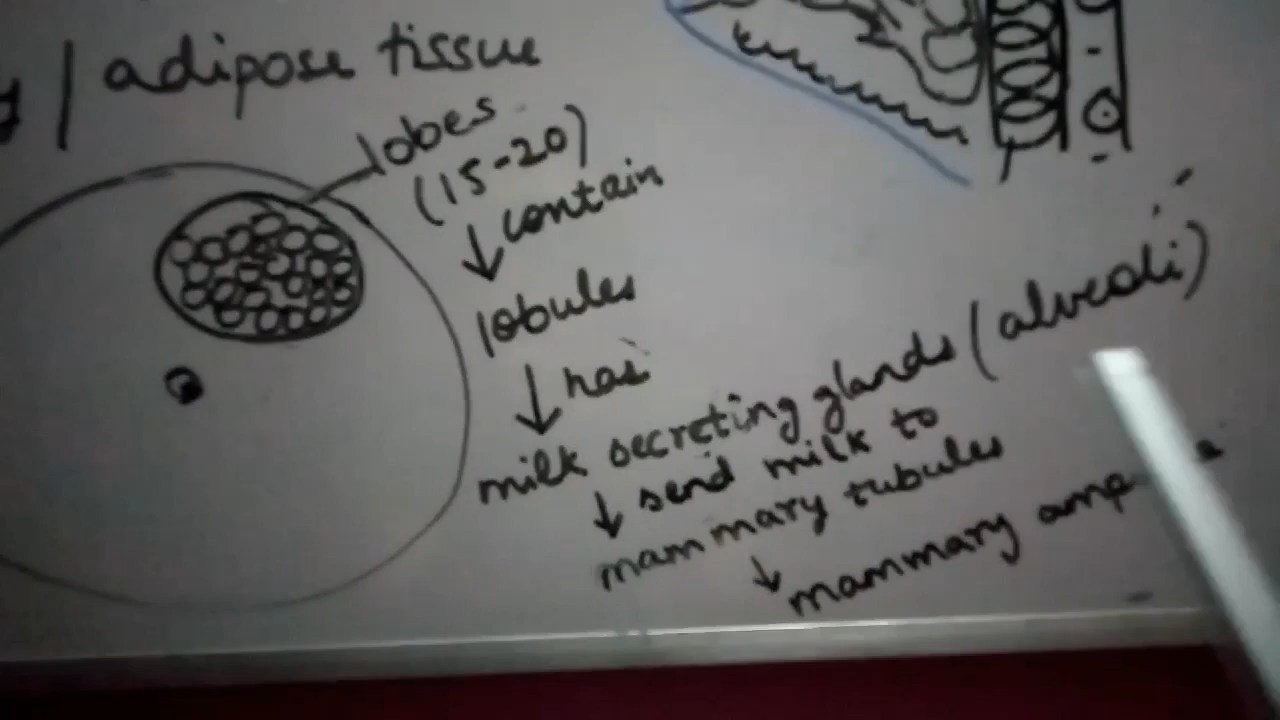 / adipose tissue
lobes
(15-20)
↓ contain
lobules
↓ has
milk secreting glands (alveoli)
↓ send milk to
mammary tubules
↓
mammary